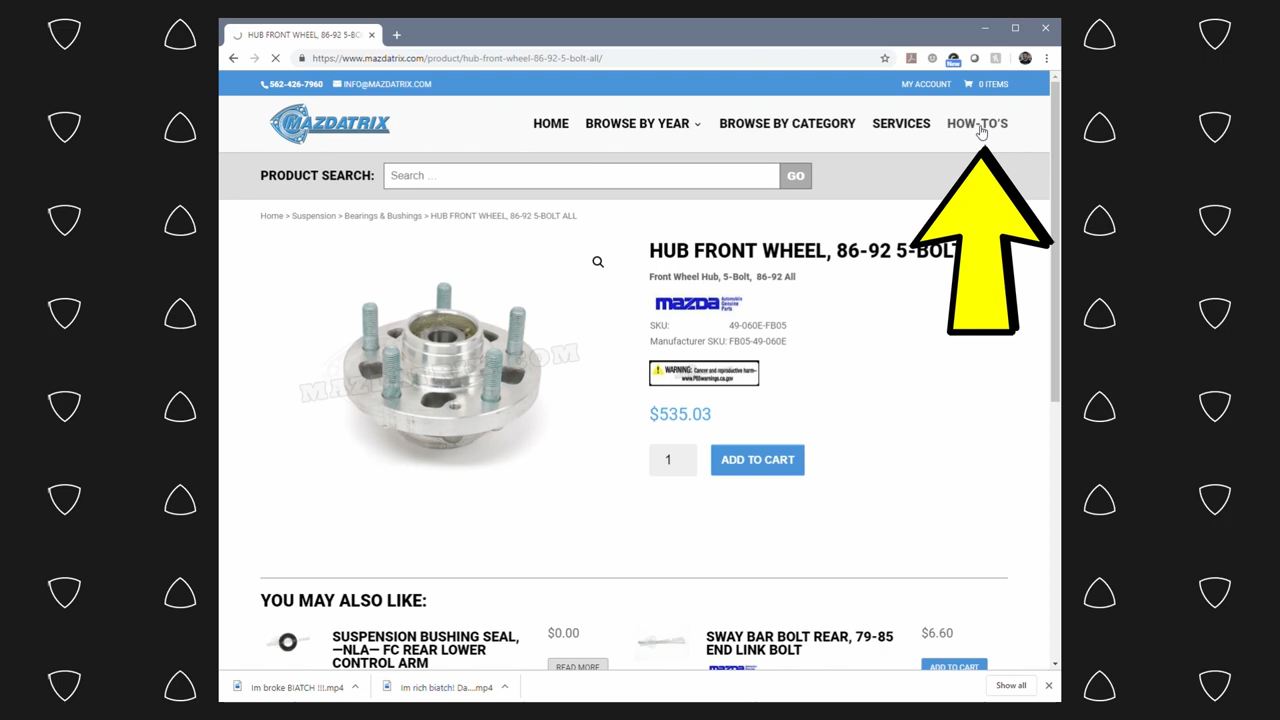 HUB FRONT WHEEL, 86-92 5-BO
https://www.mazdatrix.com/product/hub-front-wheel-86-92-5-bolt-all/
New
562-426-7960 INFO@MAZDATRIX.COM MY ACCOUNT 0 ITEMS
MAZDATRIX HOME BROWSE BY YEAR BROWSE BY CATEGORY SERVICES HOW-TO'S
PRODUCT SEARCH: Search … GO
Home > Suspension > Bearings & Bushings > HUB FRONT WHEEL, 86-92 5-BOLT ALL
HUB FRONT WHEEL, 86-92 5-BOLT
Front Wheel Hub, 5-Bolt, 86-92 All
mazda Automobile
Genuine
Parts
SKU: 49-060E-FB05
Manufacturer SKU: FB05-49-060E
WARNING: Cancer and reproductive harm–
www.P65warnings.ca.gov
$535.03
1 ADD TO CART
YOU MAY ALSO LIKE:
SUSPENSION BUSHING SEAL,
—NLA— FC REAR LOWER
CONTROL ARM
$0.00
READ MORE
SWAY BAR BOLT REAR, 79-85
END LINK BOLT
mazda
$6.60
ADD TO CART
Im broke BIATCH !!!.mp4 Im rich biatch! Da....mp4 Show all